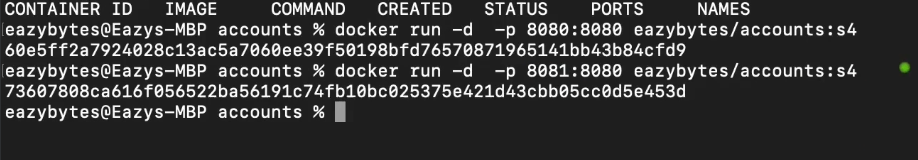 CONTAINER ID   IMAGE     COMMAND   CREATED   STATUS    PORTS     NAMES
eazybytes@Eazys-MBP accounts % docker run -d  -p 8080:8080 eazybytes/accounts:s4
60e5ff2a7924028c13ac5a7060ee39f50198bfd76570871965141bb43b84cfd9
eazybytes@Eazys-MBP accounts % docker run -d  -p 8081:8080 eazybytes/accounts:s4
73607808ca616f056522ba56191c74fb10bc025375e421d43cbb05cc0d5e453d
eazybytes@Eazys-MBP accounts %